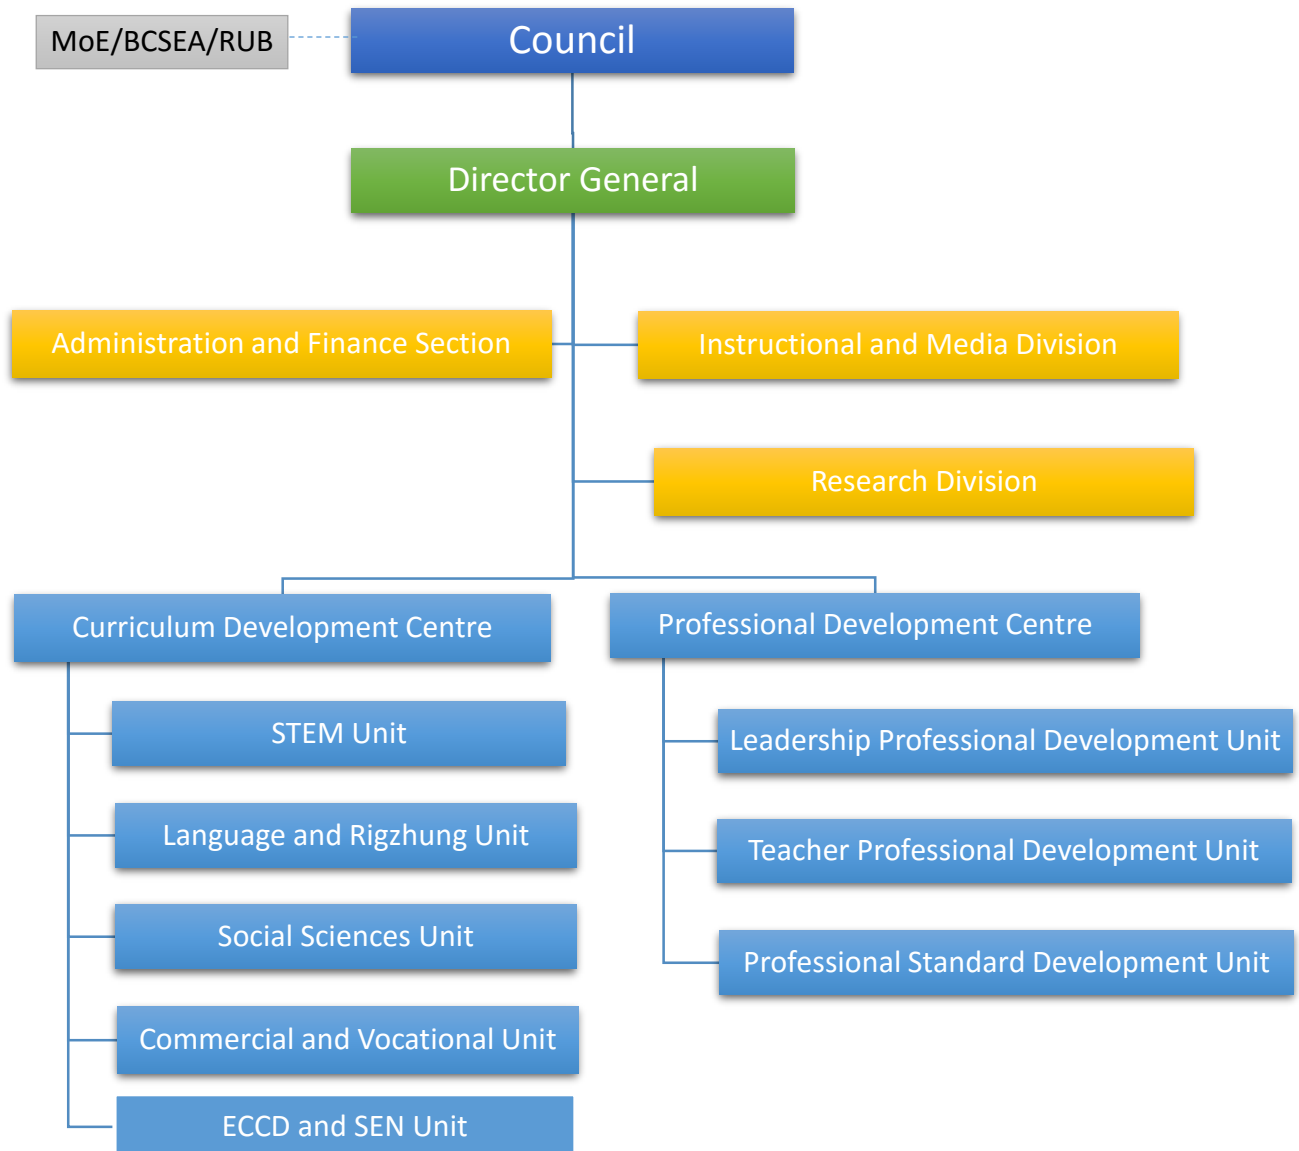 MoE/BCSEA/RUB
Council
Director General
Administration and Finance Section
Instructional and Media Division
Research Division
Curriculum Development Centre
Professional Development Centre
STEM Unit
Language and Rigzhung Unit
Social Sciences Unit
Commercial and Vocational Unit
ECCD and SEN Unit
Leadership Professional Development Unit
Teacher Professional Development Unit
Professional Standard Development Unit